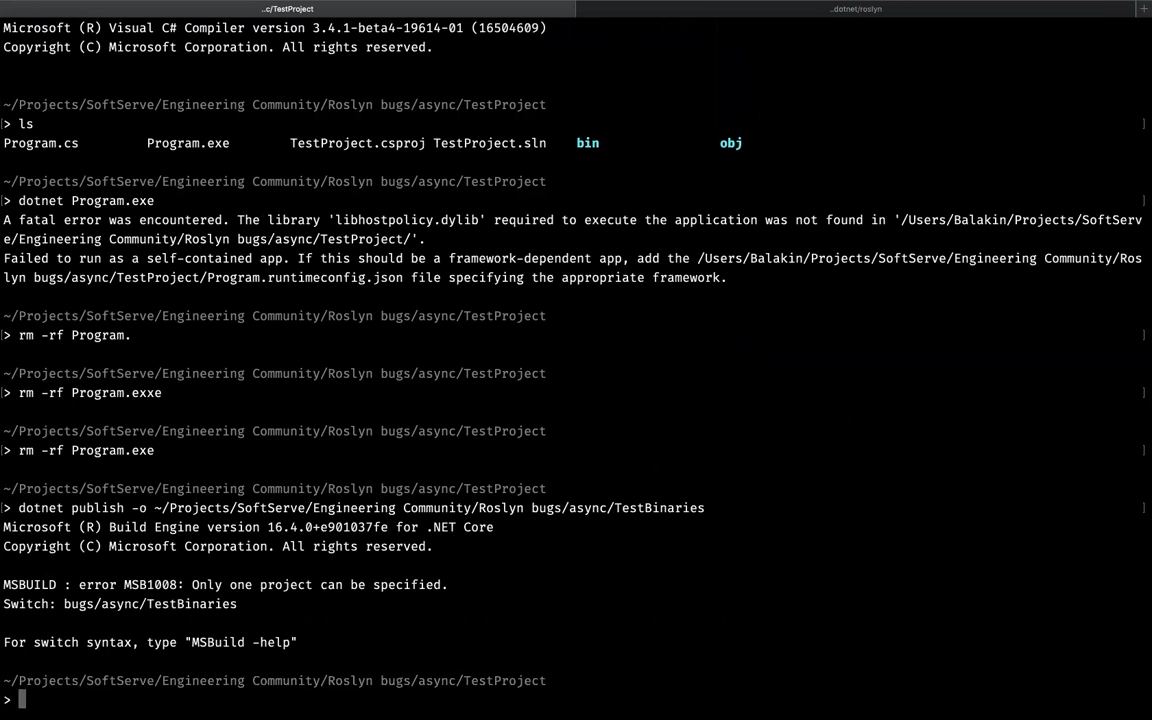 ..c/TestProject
..dotnet/roslyn
+
Microsoft (R) Visual C# Compiler version 3.4.1-beta4-19614-01 (16504609)
Copyright (C) Microsoft Corporation. All rights reserved.
~/Projects/SoftServe/Engineering Community/Roslyn bugs/async/TestProject
[> ls ]
Program.cs Program.exe TestProject.csproj TestProject.sln bin obj
~/Projects/SoftServe/Engineering Community/Roslyn bugs/async/TestProject
[> dotnet Program.exe ]
A fatal error was encountered. The library 'libhostpolicy.dylib' required to execute the application was not found in '/Users/Balakin/Projects/SoftServ
e/Engineering Community/Roslyn bugs/async/TestProject/'.
Failed to run as a self-contained app. If this should be a framework-dependent app, add the /Users/Balakin/Projects/SoftServe/Engineering Community/Ros
lyn bugs/async/TestProject/Program.runtimeconfig.json file specifying the appropriate framework.
~/Projects/SoftServe/Engineering Community/Roslyn bugs/async/TestProject
[> rm -rf Program. ]
~/Projects/SoftServe/Engineering Community/Roslyn bugs/async/TestProject
[> rm -rf Program.exxe ]
~/Projects/SoftServe/Engineering Community/Roslyn bugs/async/TestProject
[> rm -rf Program.exe ]
~/Projects/SoftServe/Engineering Community/Roslyn bugs/async/TestProject
[> dotnet publish -o ~/Projects/SoftServe/Engineering Community/Roslyn bugs/async/TestBinaries ]
Microsoft (R) Build Engine version 16.4.0+e901037fe for .NET Core
Copyright (C) Microsoft Corporation. All rights reserved.
MSBUILD : error MSB1008: Only one project can be specified.
Switch: bugs/async/TestBinaries
For switch syntax, type "MSBuild -help"
~/Projects/SoftServe/Engineering Community/Roslyn bugs/async/TestProject
>